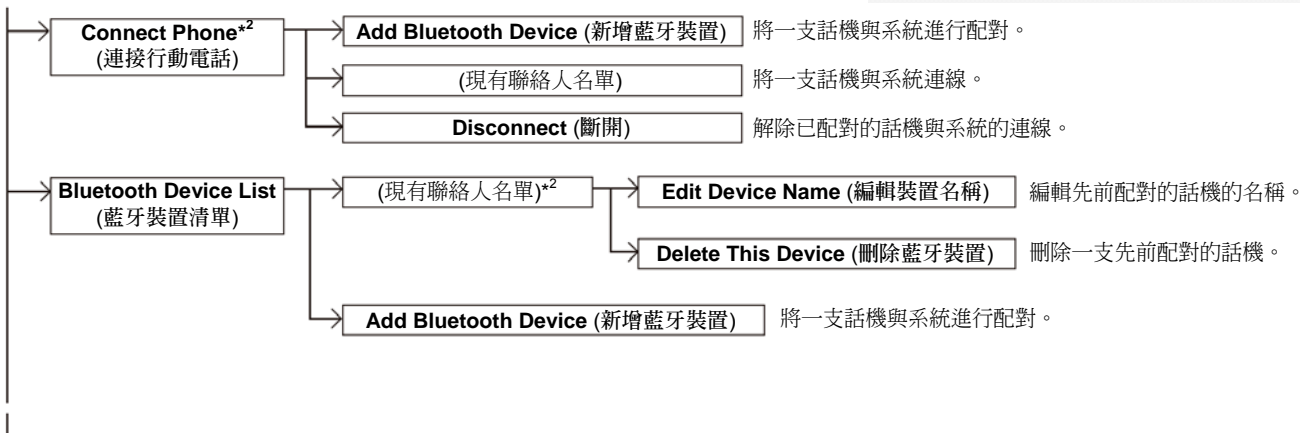 Connect Phone*2
(連接行動電話)
Add Bluetooth Device (新增藍牙裝置)
將一支話機與系統進行配對。
(現有聯絡人名單)
將一支話機與系統連線。
Disconnect (斷開)
解除已配對的話機與系統的連線。
Bluetooth Device List
(藍牙裝置清單)
(現有聯絡人名單)*2
Edit Device Name (編輯裝置名稱)
編輯先前配對的話機的名稱。
Delete This Device (刪除藍牙裝置)
刪除一支先前配對的話機。
Add Bluetooth Device (新增藍牙裝置)
將一支話機與系統進行配對。